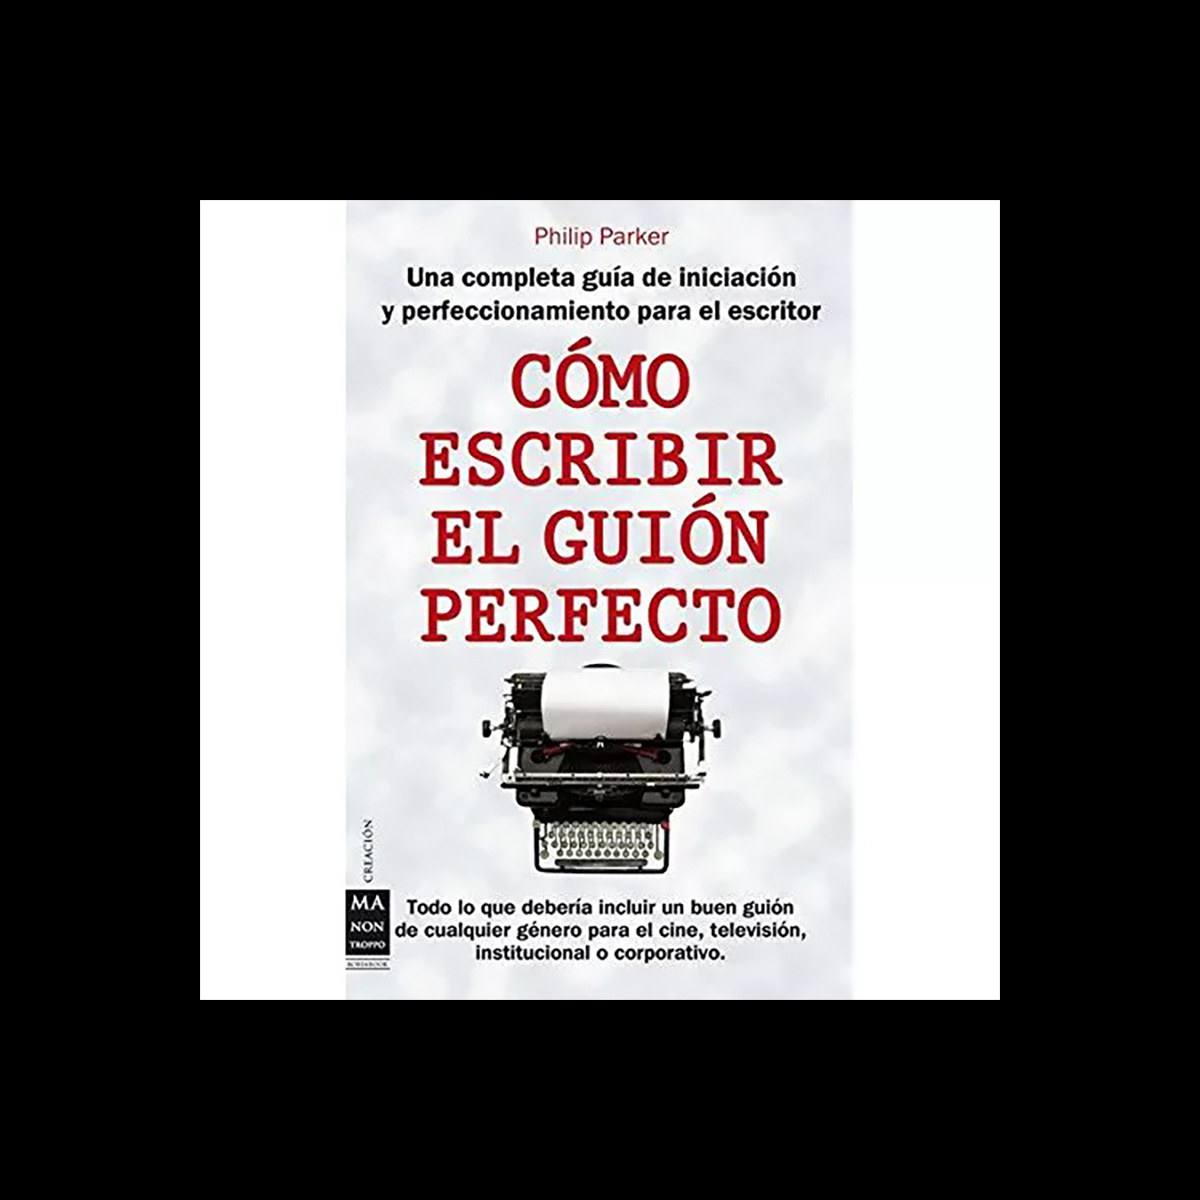 Philip Parker
Una completa guía de iniciación
y perfeccionamiento para el escritor
CÓMO
ESCRIBIR
EL GUIÓN
PERFECTO
CREACIÓN
MA
NON
TROPPO
ROBINBOOK
Todo lo que debería incluir un buen guión
de cualquier género para el cine, televisión,
institucional o corporativo.